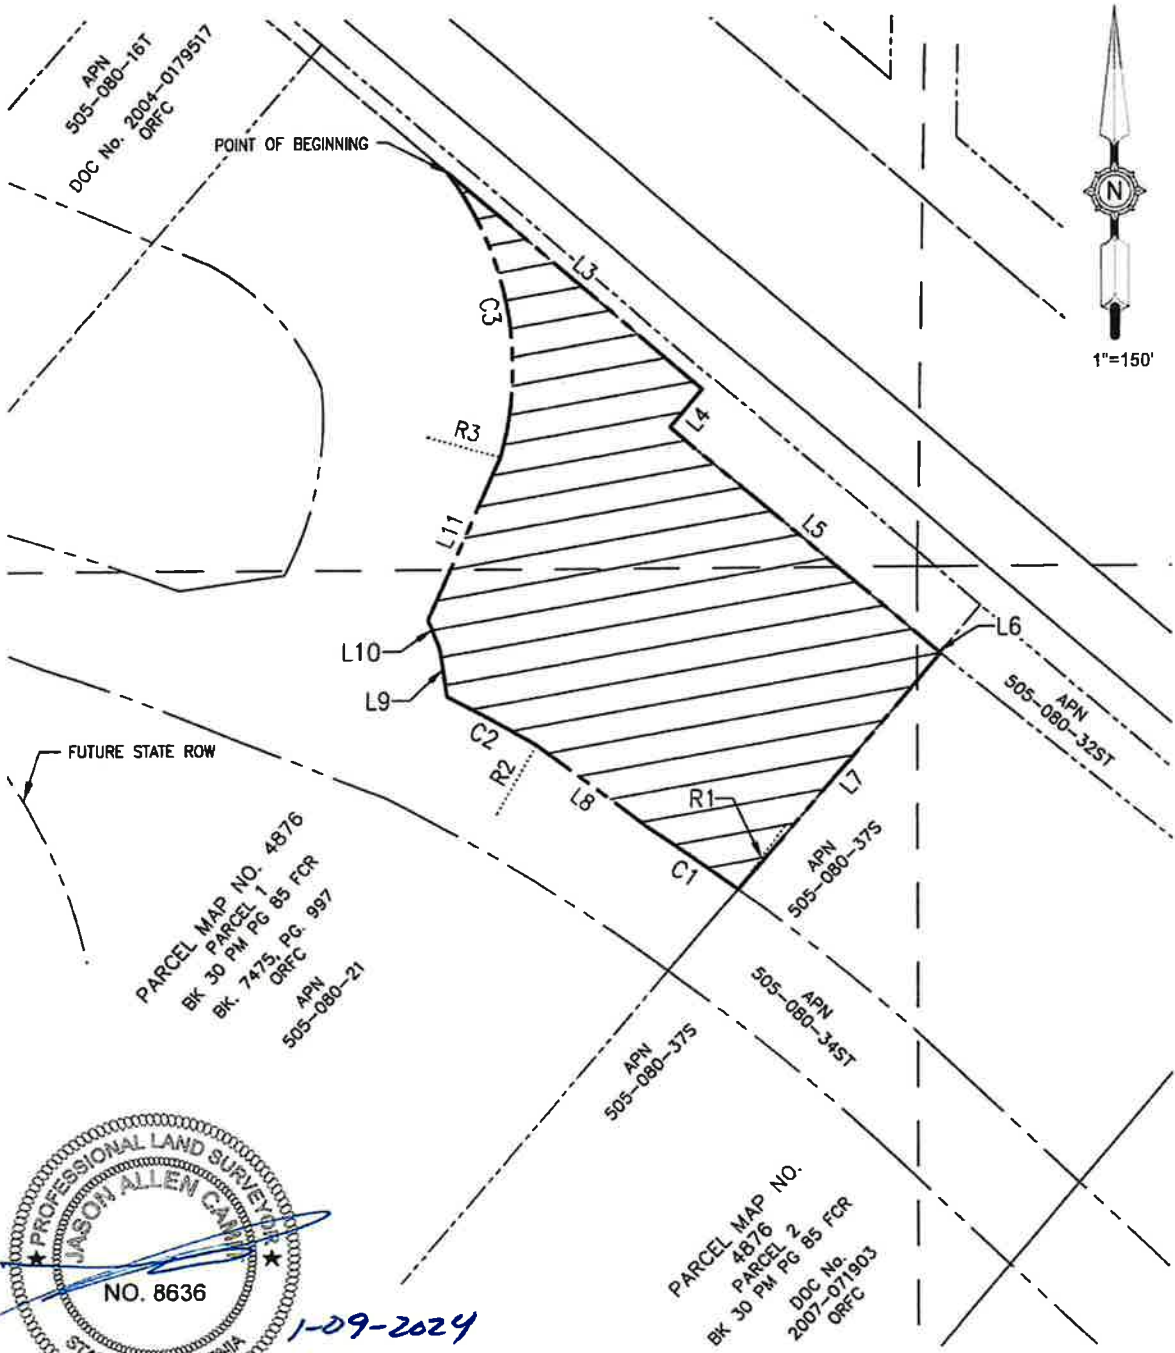 APN
505-080-16T
DOC No. 2004-0179517
ORFC
POINT OF BEGINNING
N
1"=150'
L3
C3
L4
R3
L5
L11
L6
L10
L9
APN
505-080-32ST
C2
R2
FUTURE STATE ROW
L8
R1
L7
C1
APN
505-080-37S
PARCEL MAP NO. 4876
PARCEL 1
BK 30 PM PG 85 FCR
BK. 7475, PG. 997
ORFC
APN
505-080-21
APN
505-080-34ST
APN
505-080-37S
PARCEL MAP NO.
4876
PARCEL 2
BK 30 PM PG 85 FCR
DOC No.
2007-071903
ORFC
PROFESSIONAL LAND SURVEYOR
JASON ALLEN
NO. 8636
1-09-2024